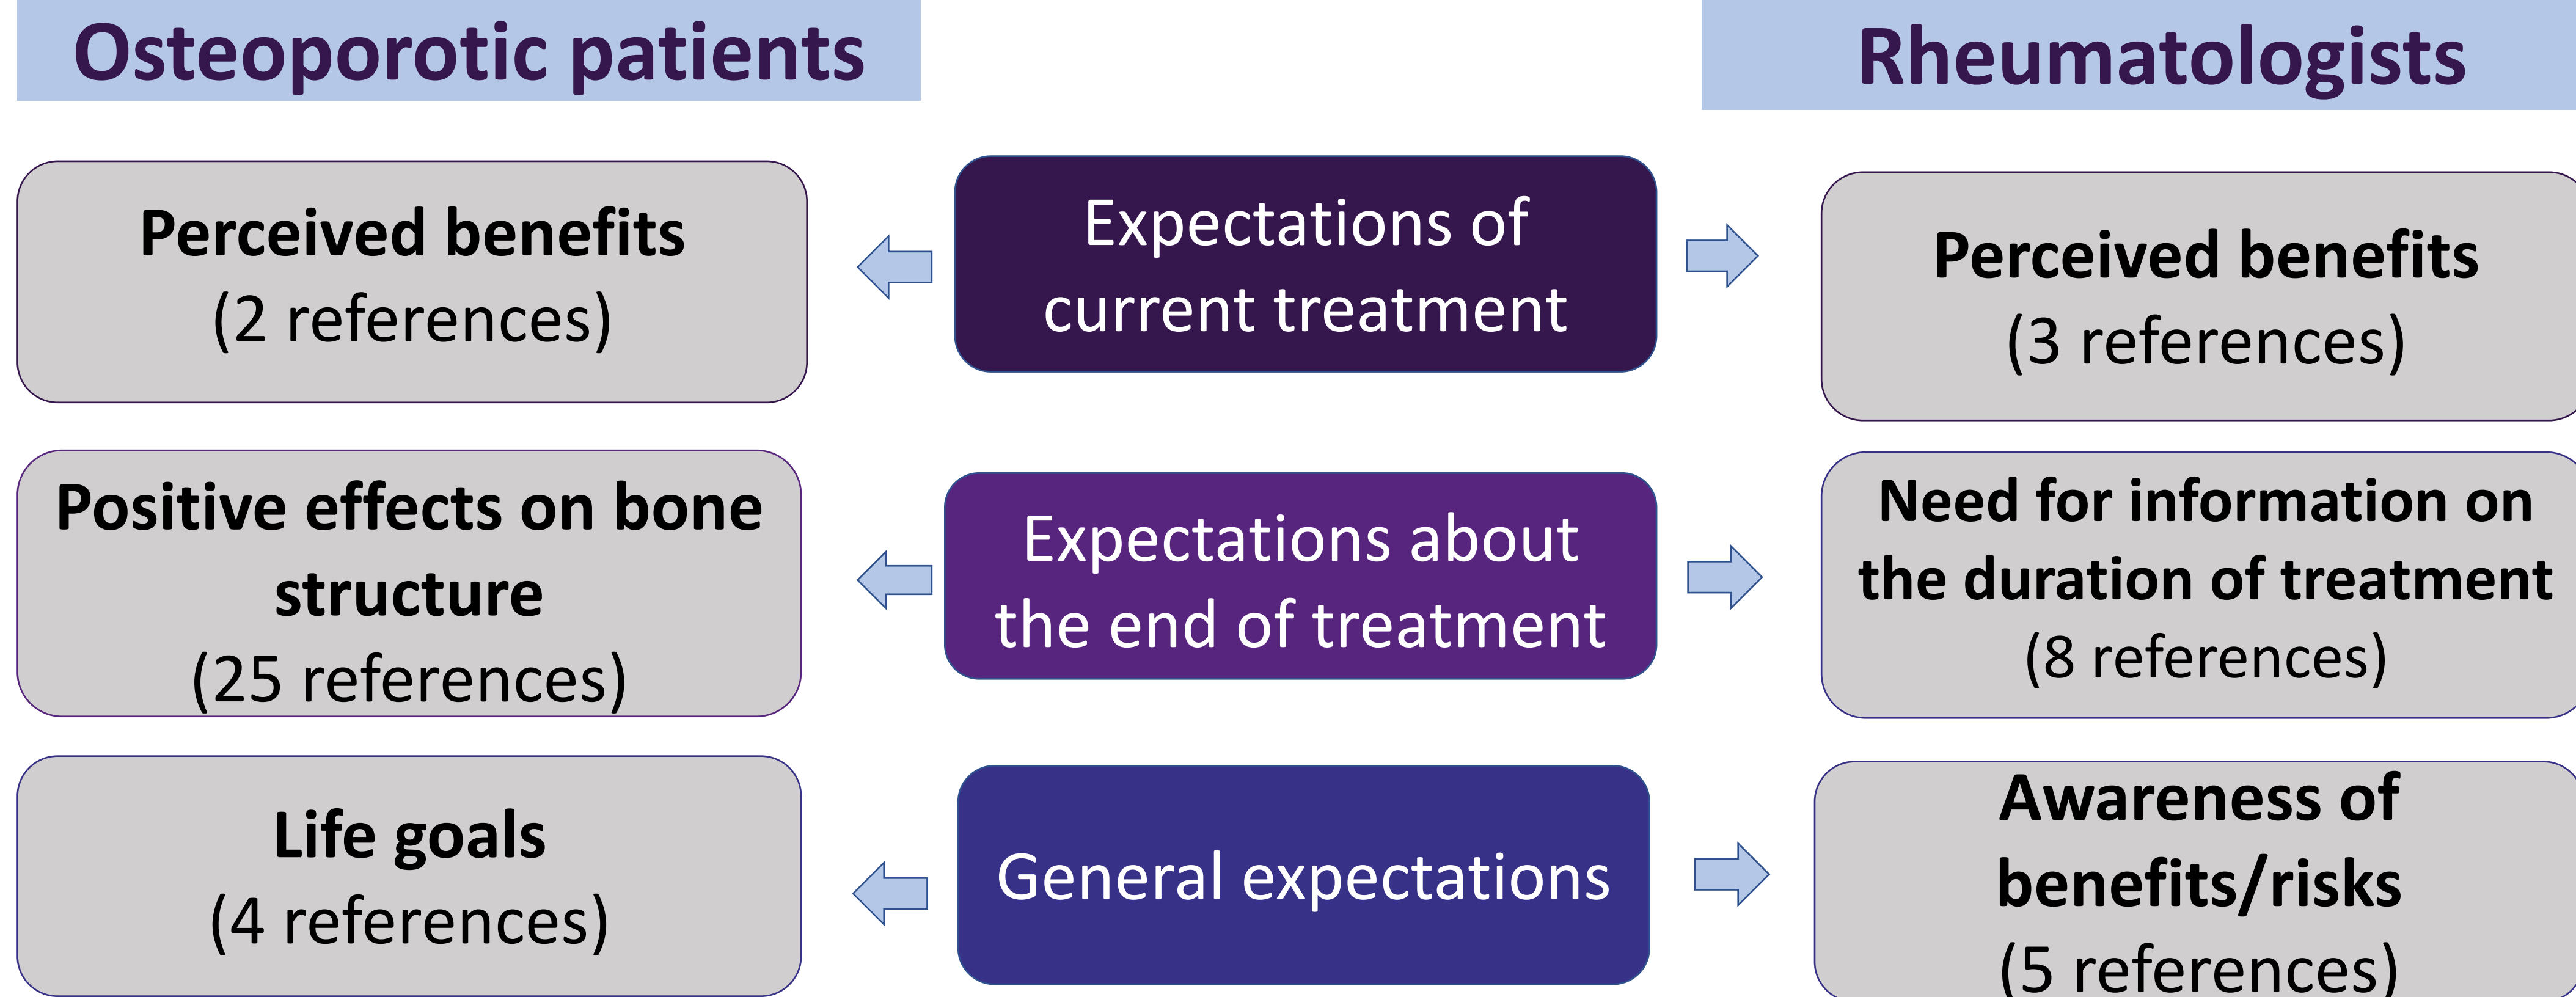 Osteoporotic patients
Rheumatologists
Perceived benefits
(2 references)
Expectations of
current treatment
Perceived benefits
(3 references)
Positive effects on bone
structure
(25 references)
Expectations about
the end of treatment
Need for information on
the duration of treatment
(8 references)
Life goals
(4 references)
General expectations
Awareness of
benefits/risks
(5 references)